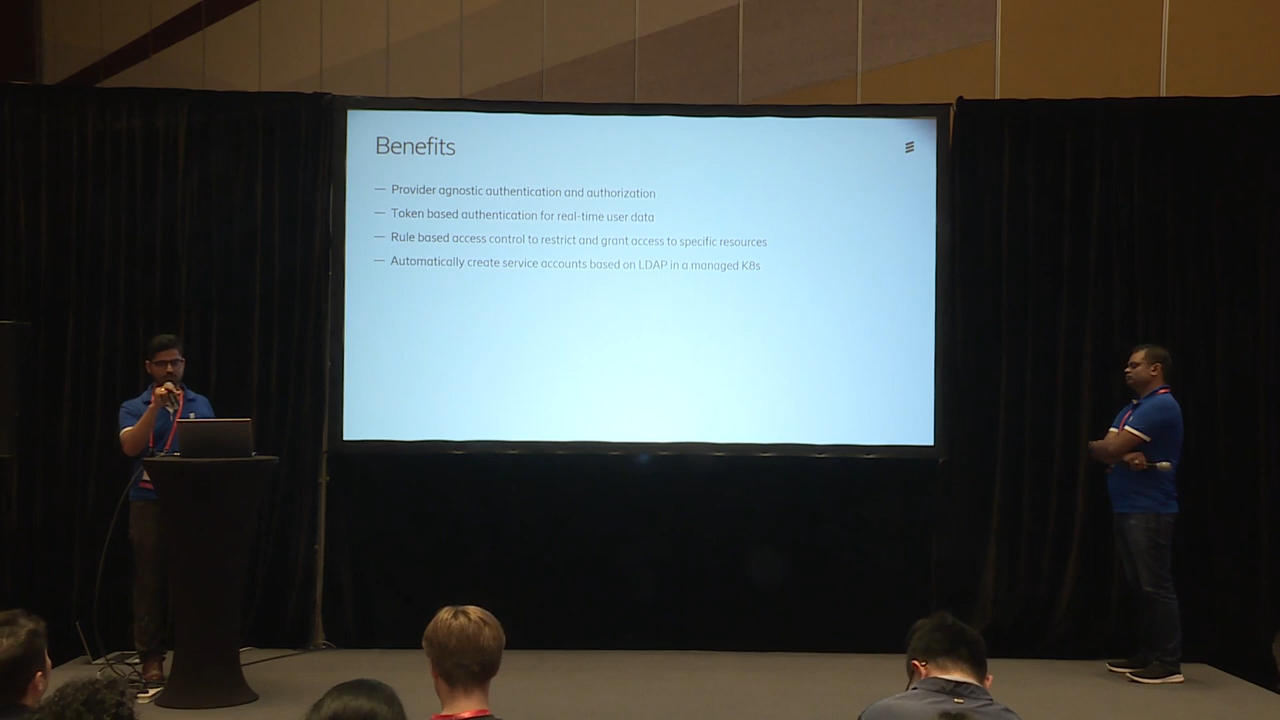 Benefits
— Provider agnostic authentication and authorization
— Token based authentication for real-time user data
— Rule based access control to restrict and grant access to specific resources
— Automatically create service accounts based on LDAP in a managed K8s